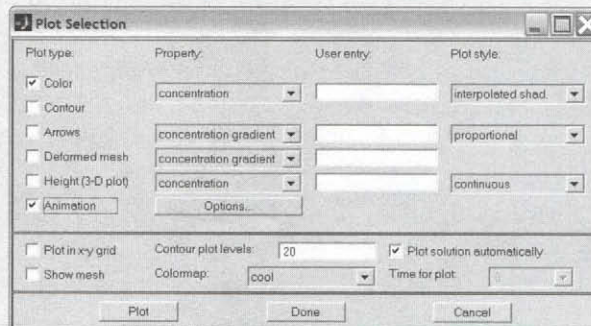 Plot Selection
Plot type: Property: User entry: Plot style:
Color concentration interpolated shad.
Contour
Arrows concentration gradient proportional
Deformed mesh concentration gradient
Height (3-D plot) concentration continuous
Animation Options...
Plot in x-y grid Contour plot levels: 20 Plot solution automatically
Show mesh Colormap: cool Time for plot: 0
Plot Done Cancel